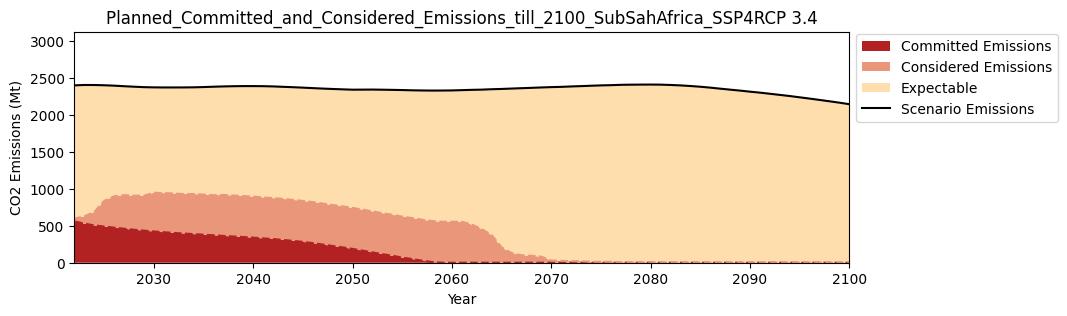 Planned_Committed_and_Considered_Emissions_till_2100_SubSahAfrica_SSP4RCP 3.4
3000
2500
2000
1500
1000
500
0
CO2 Emissions (Mt)
2030
2040
2050
2060
2070
2080
2090
2100
Year
Committed Emissions
Considered Emissions
Expectable
Scenario Emissions